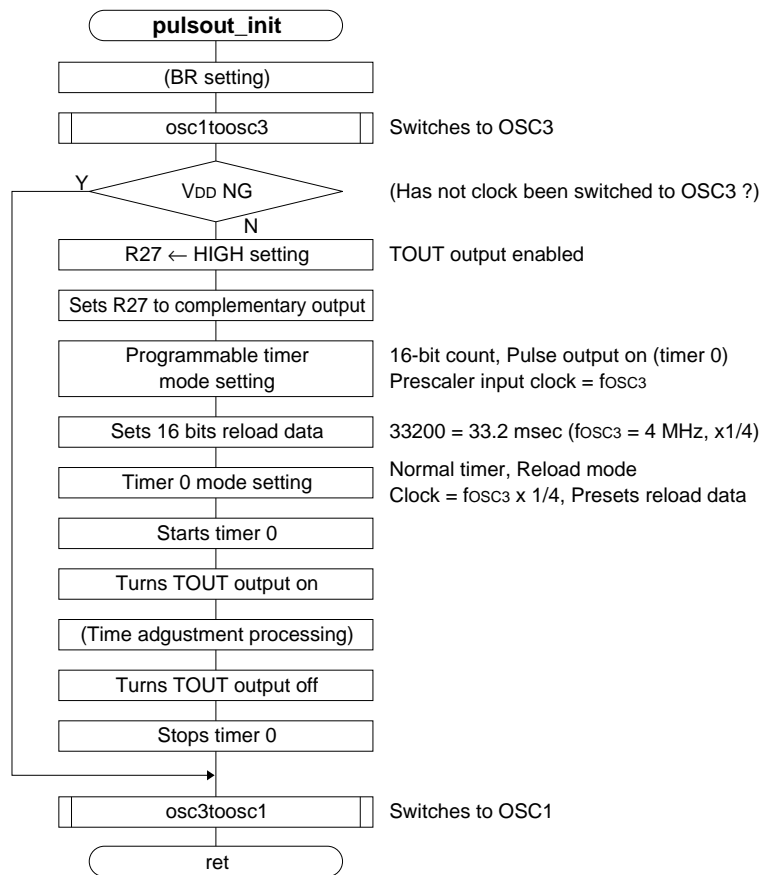 pulsout_init
(BR setting)
osc1toosc3 Switches to OSC3
Y VDD NG (Has not clock been switched to OSC3 ?)
N
R27 ← HIGH setting TOUT output enabled
Sets R27 to complementary output
Programmable timer
mode setting
16-bit count, Pulse output on (timer 0)
Prescaler input clock = fOSC3
Sets 16 bits reload data 33200 = 33.2 msec (fOSC3 = 4 MHz, x1/4)
Timer 0 mode setting
Normal timer, Reload mode
Clock = fOSC3 x 1/4, Presets reload data
Starts timer 0
Turns TOUT output on
(Time adgustment processing)
Turns TOUT output off
Stops timer 0
osc3toosc1 Switches to OSC1
ret